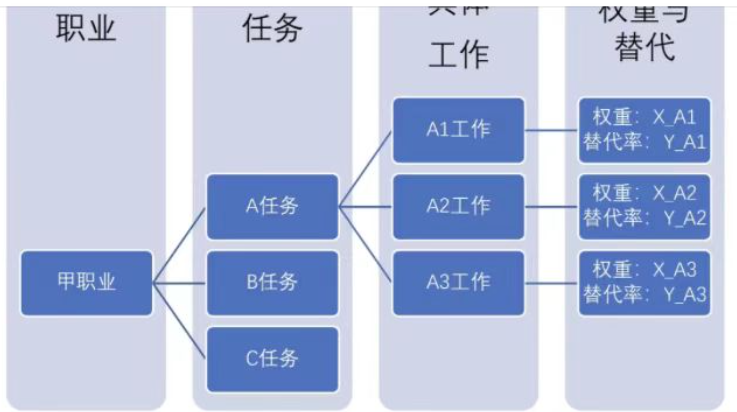 职业
任务
具体
工作
权重与
替代
甲职业
A任务
B任务
C任务
A1工作
A2工作
A3工作
权重：X_A1
替代率：Y_A1
权重：X_A2
替代率：Y_A2
权重：X_A3
替代率：Y_A3